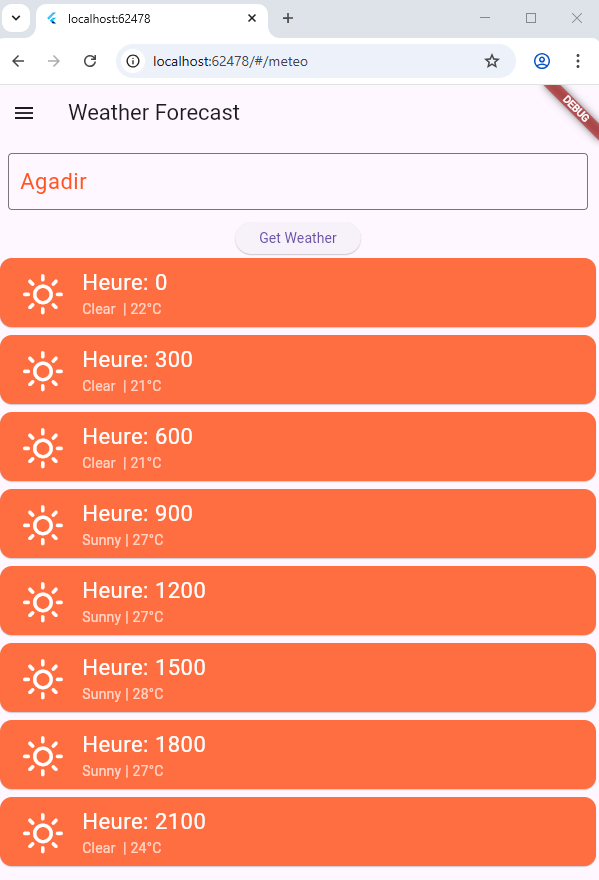 localhost:62478
localhost:62478/#/meteo
Weather Forecast
DEBUG
Agadir
Get Weather
Heure: 0
Clear | 22°C
Heure: 300
Clear | 21°C
Heure: 600
Clear | 21°C
Heure: 900
Sunny | 27°C
Heure: 1200
Sunny | 27°C
Heure: 1500
Sunny | 28°C
Heure: 1800
Sunny | 27°C
Heure: 2100
Clear | 24°C